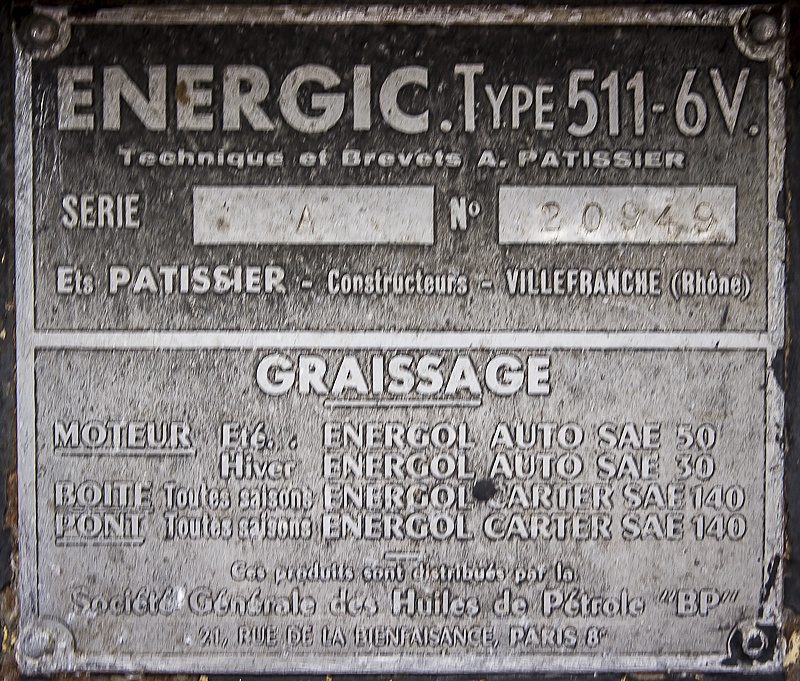 ENERGIC. TYPE 511-6V.
Technique et Brevets A. PATISSIER
SERIE A Nº 20949
Ets PATISSIER - Constructeurs - VILLEFRANCHE (Rhône)
GRAISSAGE
MOTEUR Eté. . ENERGOL AUTO SAE 50
Hiver ENERGOL AUTO SAE 30
BOITE Toutes saisons ENERGOL CARTER SAE 140
PONT Toutes saisons ENERGOL CARTER SAE 140
Ces produits sont distribués par la
Société Générale des Huiles de Pétrole "BP"
21, RUE DE LA BIENFAISANCE, PARIS 8e